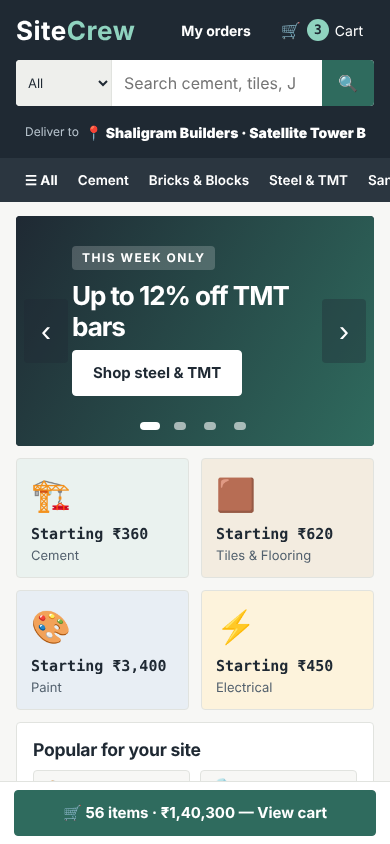 SiteCrew
My orders
3 Cart
All
Search cement, tiles, J
Deliver to Shaligram Builders · Satellite Tower B
☰ All Cement Bricks & Blocks Steel & TMT San
THIS WEEK ONLY
Up to 12% off TMT
bars
‹ ›
Shop steel & TMT
Starting ₹360
Cement
Starting ₹620
Tiles & Flooring
Starting ₹3,400
Paint
Starting ₹450
Electrical
Popular for your site
56 items · ₹1,40,300 — View cart